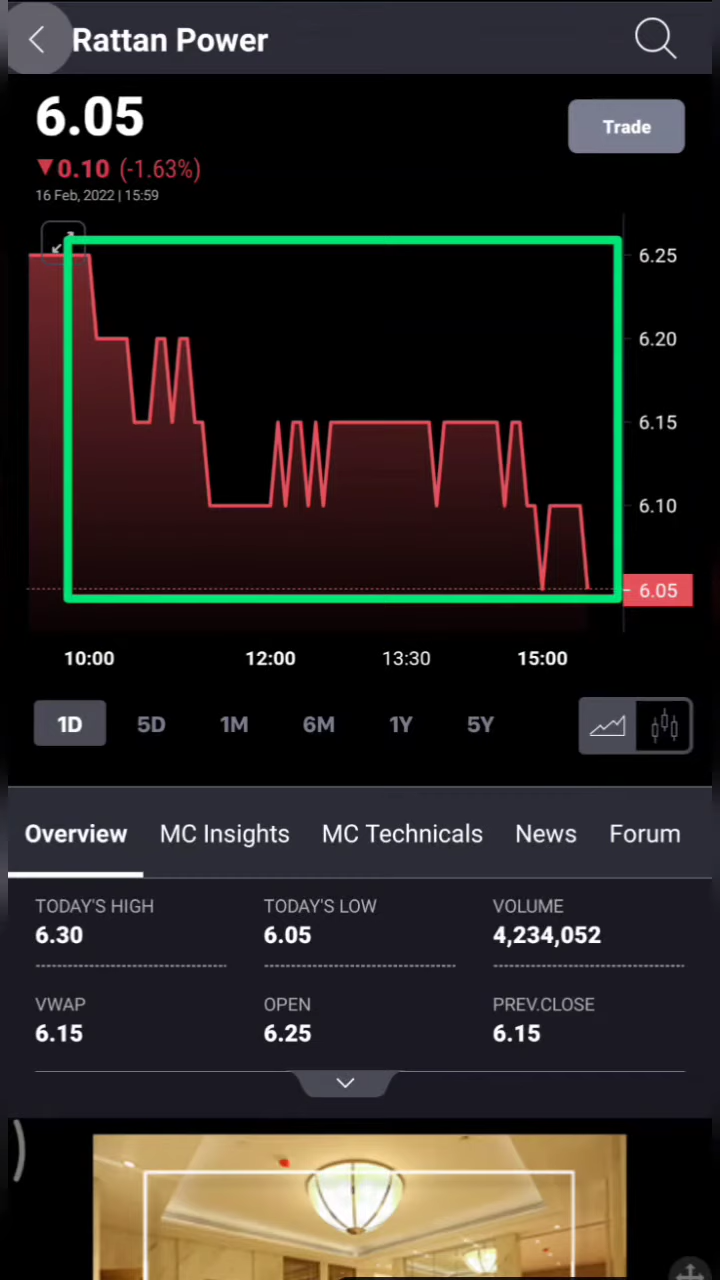 Rattan Power
6.05
Trade
▼0.10 (-1.63%)
16 Feb, 2022 | 15:59
6.25
6.20
6.15
6.10
6.05
10:00 12:00 13:30 15:00
1D 5D 1M 6M 1Y 5Y
Overview MC Insights MC Technicals News Forum
TODAY'S HIGH TODAY'S LOW VOLUME
6.30 6.05 4,234,052
VWAP OPEN PREV.CLOSE
6.15 6.25 6.15